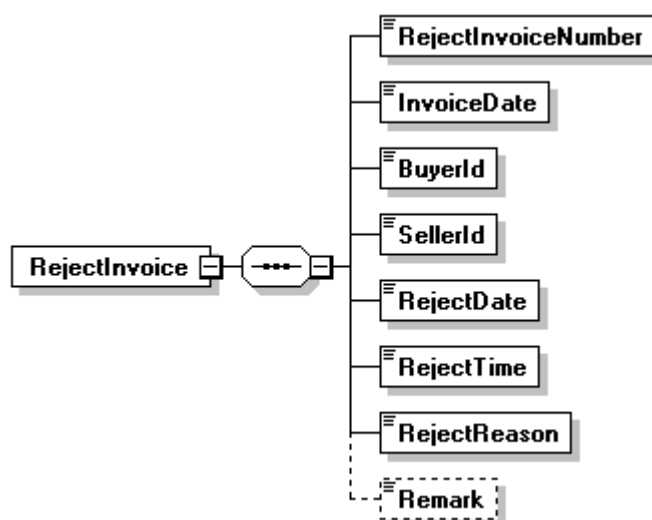 RejectInvoiceNumber
InvoiceDate
BuyerId
SellerId
RejectInvoice
RejectDate
RejectTime
RejectReason
Remark